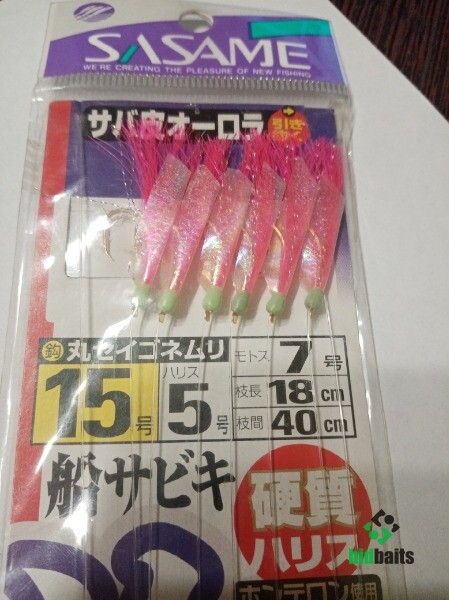 SASAME
WE'RE CREATING THE PLEASURE OF NEW FISHING
サバ皮オーロラ
引き
鈎 丸セイゴネムリ
15号
ハリス
5号
モトス 7号
枝長 18cm
枝間 40cm
船サビキ
硬質
ハリス
ホンテロン使用
bidbaits